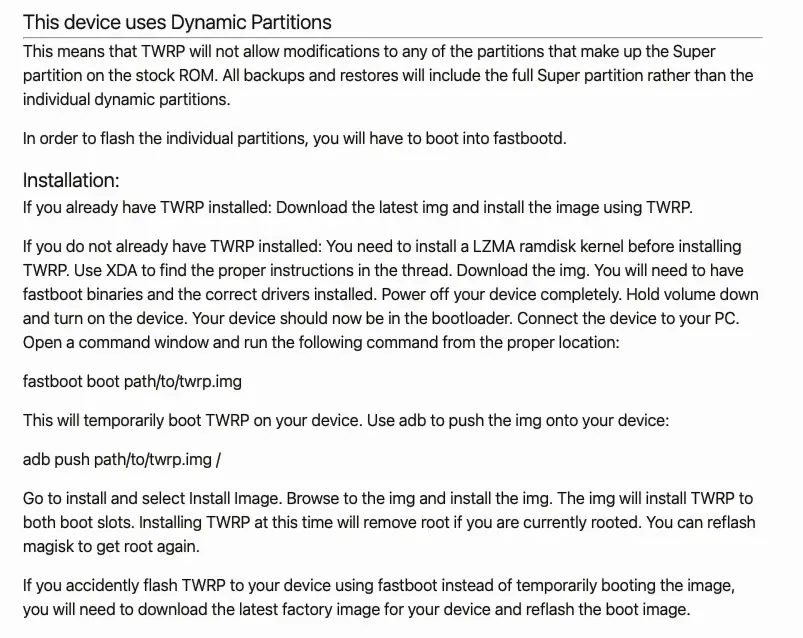 This device uses Dynamic Partitions
This means that TWRP will not allow modifications to any of the partitions that make up the Super
partition on the stock ROM. All backups and restores will include the full Super partition rather than the
individual dynamic partitions.
In order to flash the individual partitions, you will have to boot into fastbootd.
Installation:
If you already have TWRP installed: Download the latest img and install the image using TWRP.
If you do not already have TWRP installed: You need to install a LZMA ramdisk kernel before installing
TWRP. Use XDA to find the proper instructions in the thread. Download the img. You will need to have
fastboot binaries and the correct drivers installed. Power off your device completely. Hold volume down
and turn on the device. Your device should now be in the bootloader. Connect the device to your PC.
Open a command window and run the following command from the proper location:
fastboot boot path/to/twrp.img
This will temporarily boot TWRP on your device. Use adb to push the img onto your device:
adb push path/to/twrp.img /
Go to install and select Install Image. Browse to the img and install the img. The img will install TWRP to
both boot slots. Installing TWRP at this time will remove root if you are currently rooted. You can reflash
magisk to get root again.
If you accidently flash TWRP to your device using fastboot instead of temporarily booting the image,
you will need to download the latest factory image for your device and reflash the boot image.